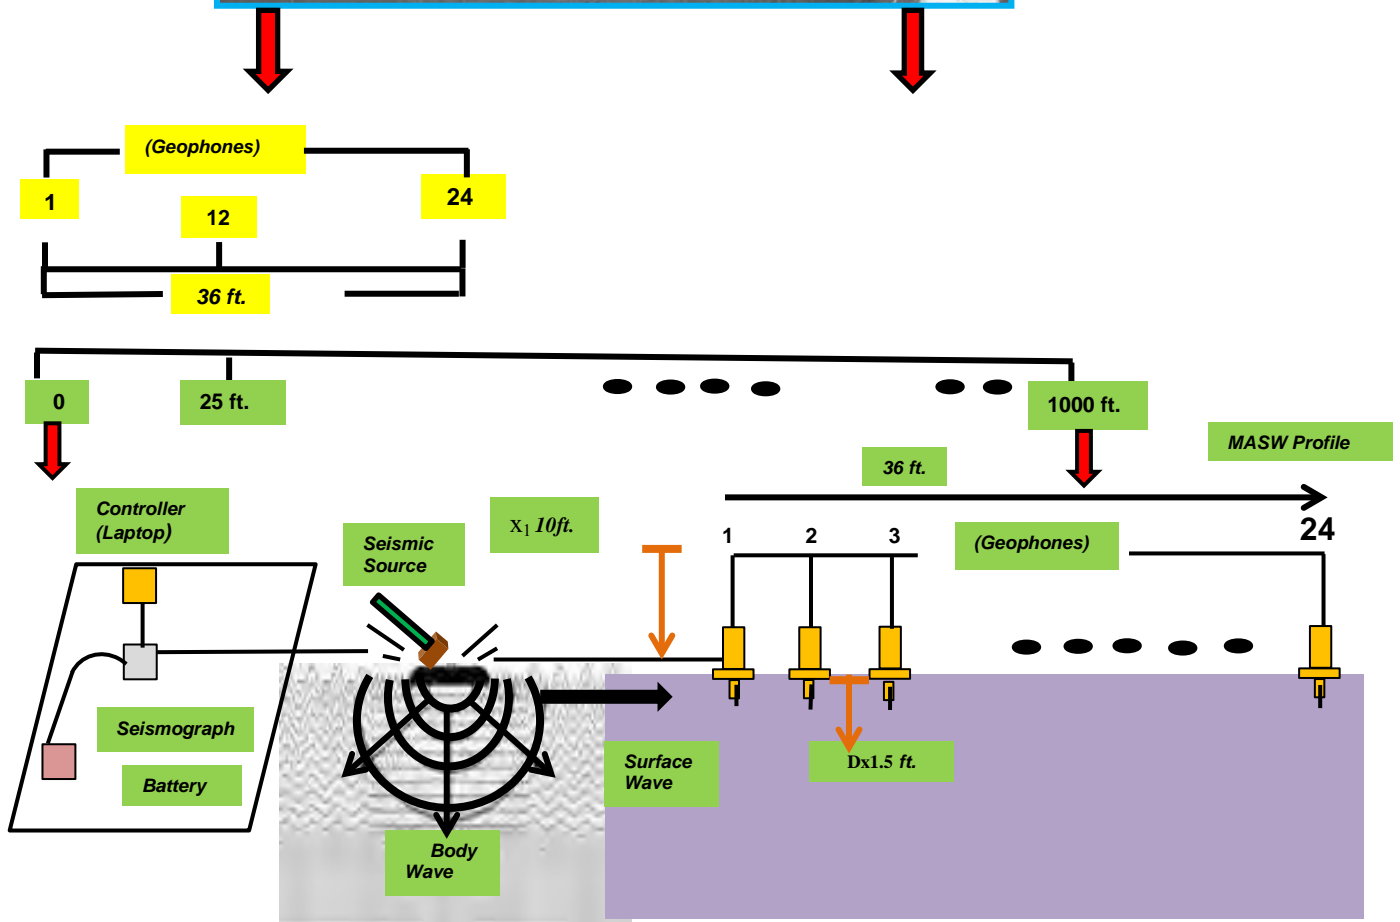 (Geophones)
1
24
12
36 ft.
0
25 ft.
1000 ft.
MASW Profile
36 ft.
Controller
(Laptop)
X1 10ft.
Seismic
Source
1
2
3
(Geophones)
24
Seismograph
Battery
Surface
Wave
Dx1.5 ft.
Body
Wave